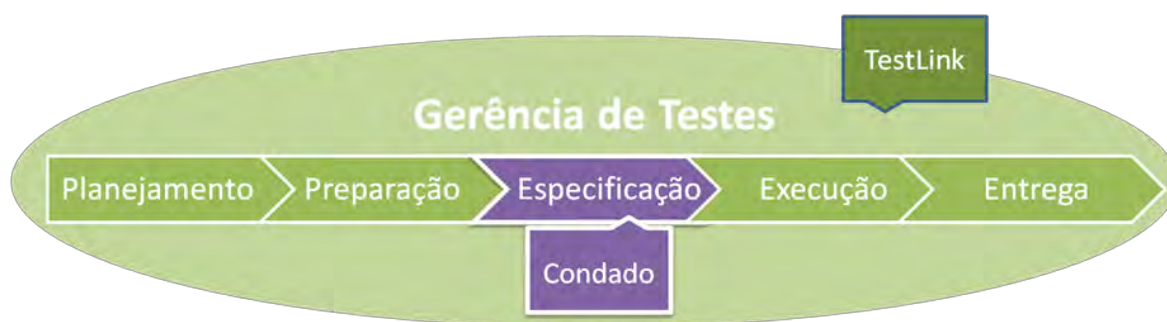 TestLink
Gerência de Testes
Planejamento
Preparação
Especificação
Execução
Entrega
Condado